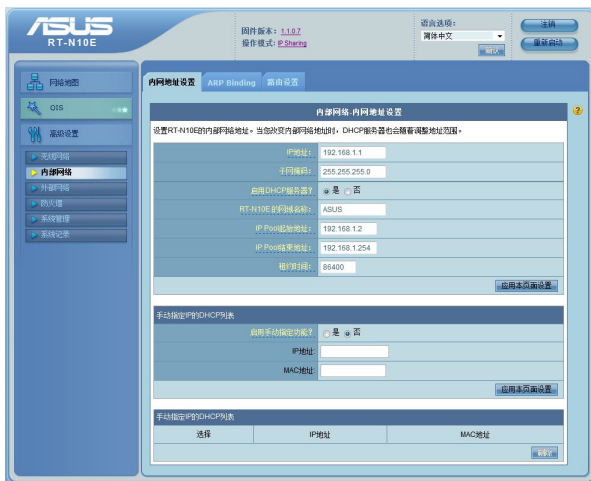 ASUS
RT-N10E
固件版本: 1.1.0.7
操作模式: IP Sharing
语言选项:
简体中文
确认
注销
重新启动
网络地图
QIS
高级设置
无线网络
内部网络
外部网络
防火墙
系统管理
系统记录
内网地址设置 ARP Binding 路由设置
内部网络-内网地址设置
设置RT-N10E的内部网络地址。当您改变内部网络地址时，DHCP服务器也会随着调整地址范围。
IP地址: 192.168.1.1
子网掩码: 255.255.255.0
启用DHCP服务器? 是 否
RT-N10E 的网域名称: ASUS
IP Pool起始地址: 192.168.1.2
IP Pool结束地址: 192.168.1.254
租约时间: 86400
应用本页面设置
手动指定IP的DHCP列表
启用手动指定功能? 是 否
IP地址:
MAC地址:
应用本页面设置
手动指定IP的DHCP列表
选择 IP地址 MAC地址
删除